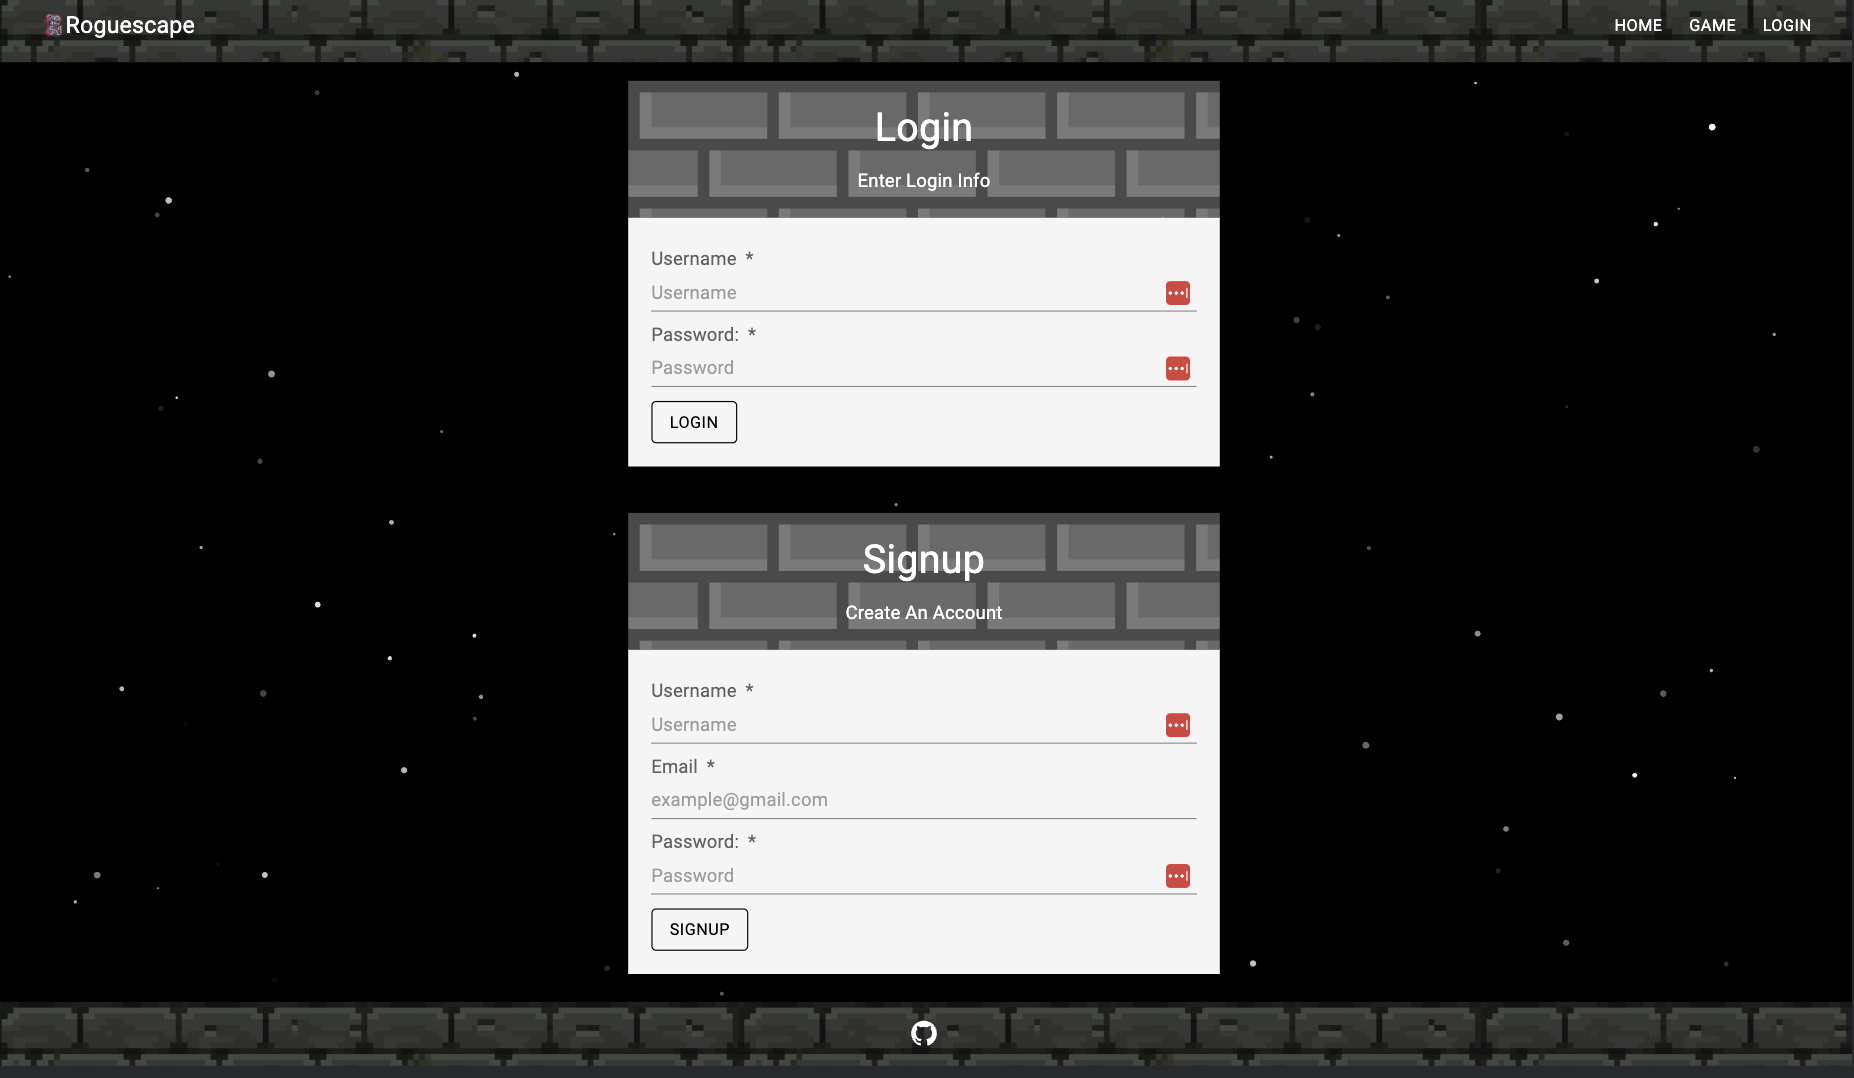 Roguescape
HOME GAME LOGIN
Login
Enter Login Info
Username *
Username
Password: *
Password
LOGIN
Signup
Create An Account
Username *
Username
Email *
example@gmail.com
Password: *
Password
SIGNUP